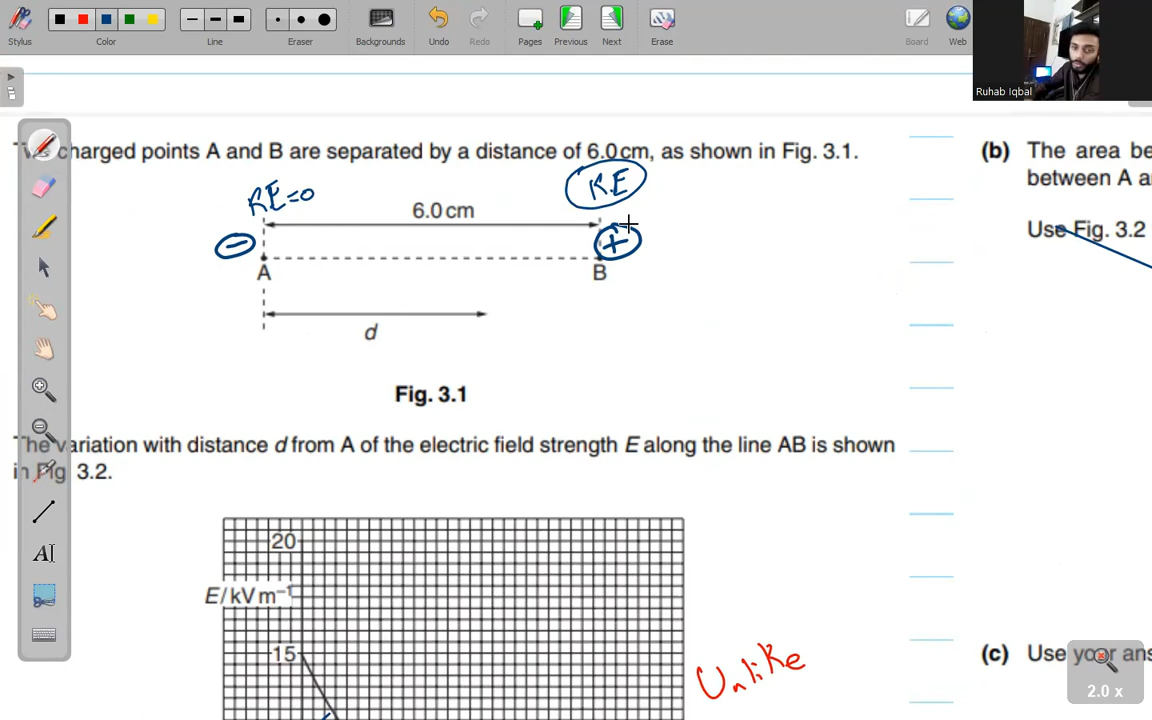 Stylus
Color
Line
Eraser
Backgrounds
Undo
Redo
Pages
Previous
Next
Erase
Board
Web
Ruhab Iqbal
charged points A and B are separated by a distance of 6.0 cm, as shown in Fig. 3.1.
KE=0
KE
6.0 cm
−
+
A
B
d
Fig. 3.1
The variation with distance d from A of the electric field strength E along the line AB is shown
in Fig 3.2.
20
E/kV m⁻¹
15
Unlike
(b) The area be
between A a
Use Fig. 3.2
(c) Use your ans
2.0 x